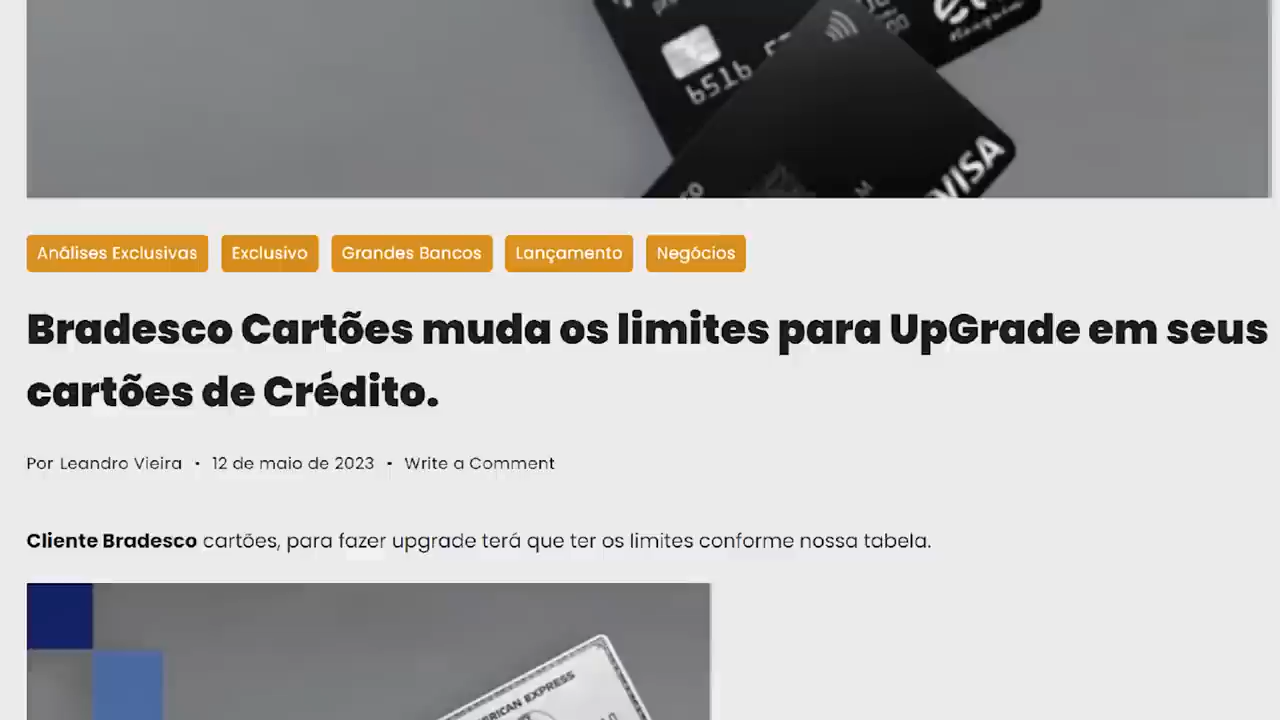 6516
VISA
Análises Exclusivas Exclusivo Grandes Bancos Lançamento Negócios
Bradesco Cartões muda os limites para UpGrade em seus
cartões de Crédito.
Por Leandro Vieira • 12 de maio de 2023 • Write a Comment
Cliente Bradesco cartões, para fazer upgrade terá que ter os limites conforme nossa tabela.
RICAN EXPRESS